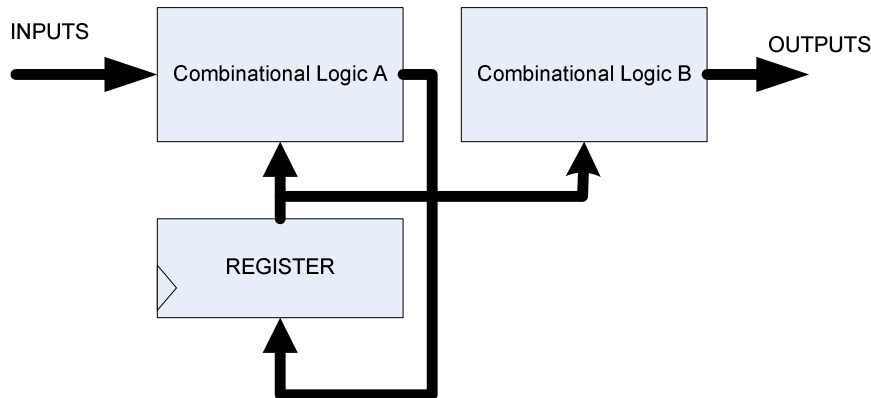 INPUTS
Combinational Logic A
Combinational Logic B
OUTPUTS
REGISTER